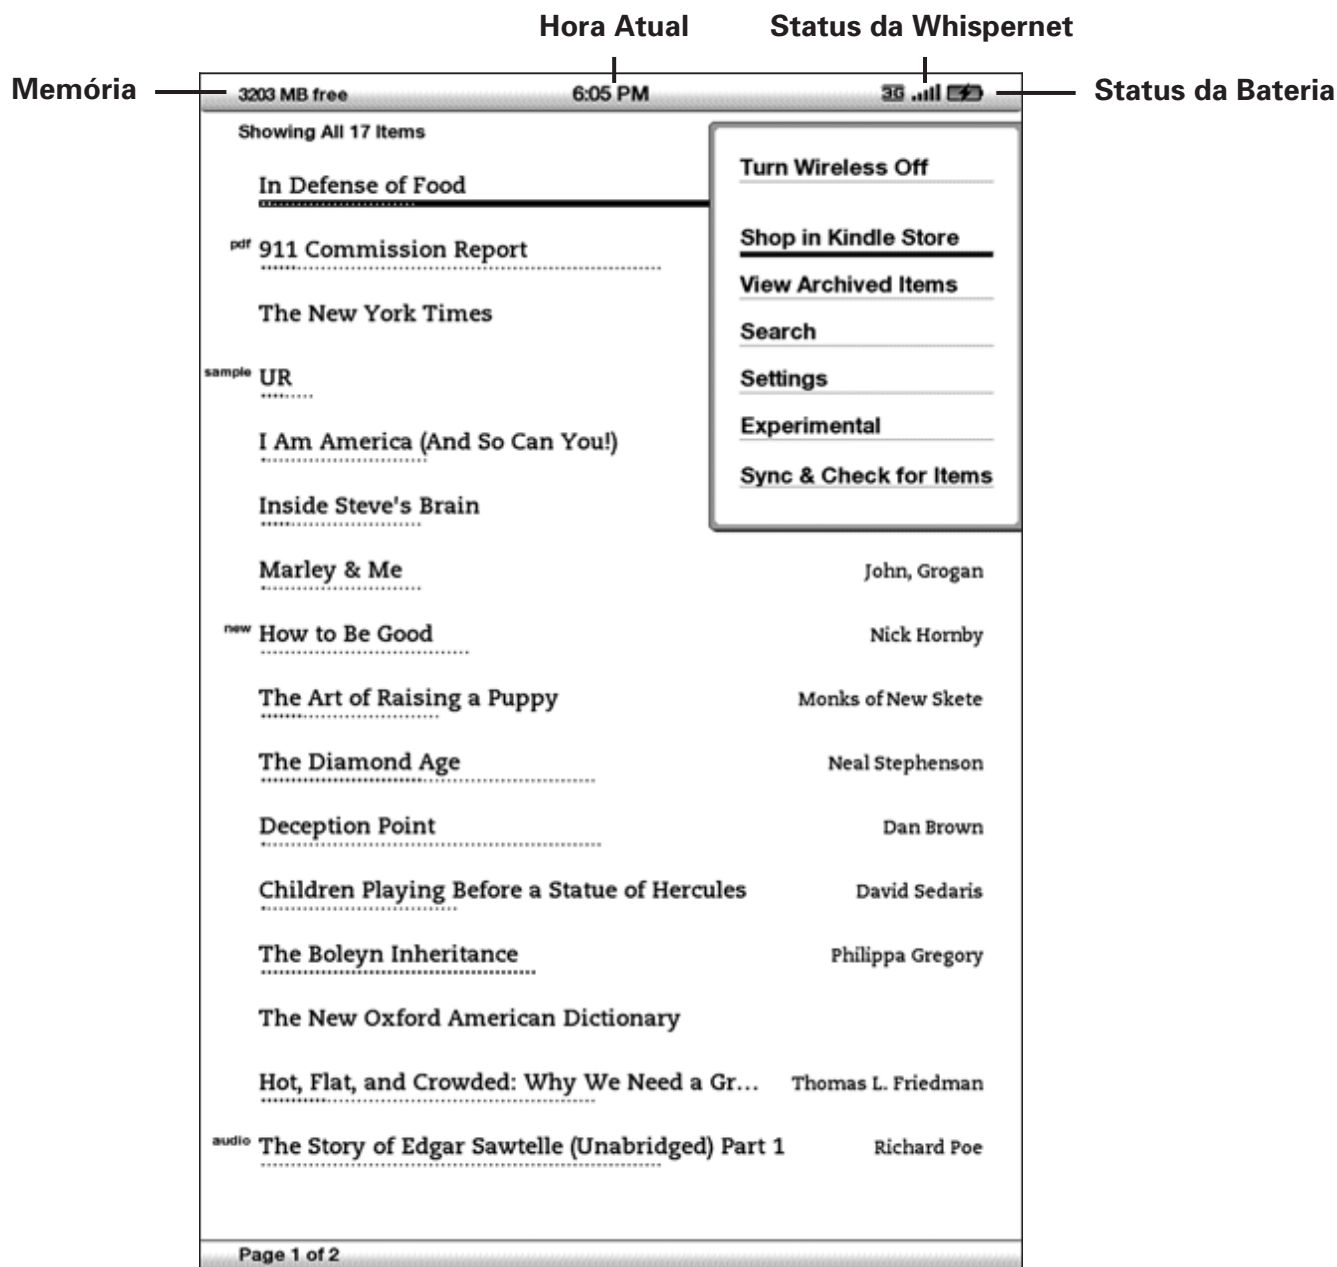 Hora Atual
Status da Whispernet
Memória
Status da Bateria
3203 MB free
6:05 PM
3G
Showing All 17 Items
In Defense of Food
pdf 911 Commission Report
The New York Times
sample UR
I Am America (And So Can You!)
Inside Steve's Brain
Turn Wireless Off
Shop in Kindle Store
View Archived Items
Search
Settings
Experimental
Sync & Check for Items
Marley & Me John, Grogan
new How to Be Good Nick Hornby
The Art of Raising a Puppy Monks of New Skete
The Diamond Age Neal Stephenson
Deception Point Dan Brown
Children Playing Before a Statue of Hercules David Sedaris
The Boleyn Inheritance Philippa Gregory
The New Oxford American Dictionary
Hot, Flat, and Crowded: Why We Need a Gr... Thomas L. Friedman
audio The Story of Edgar Sawtelle (Unabridged) Part 1 Richard Poe
Page 1 of 2